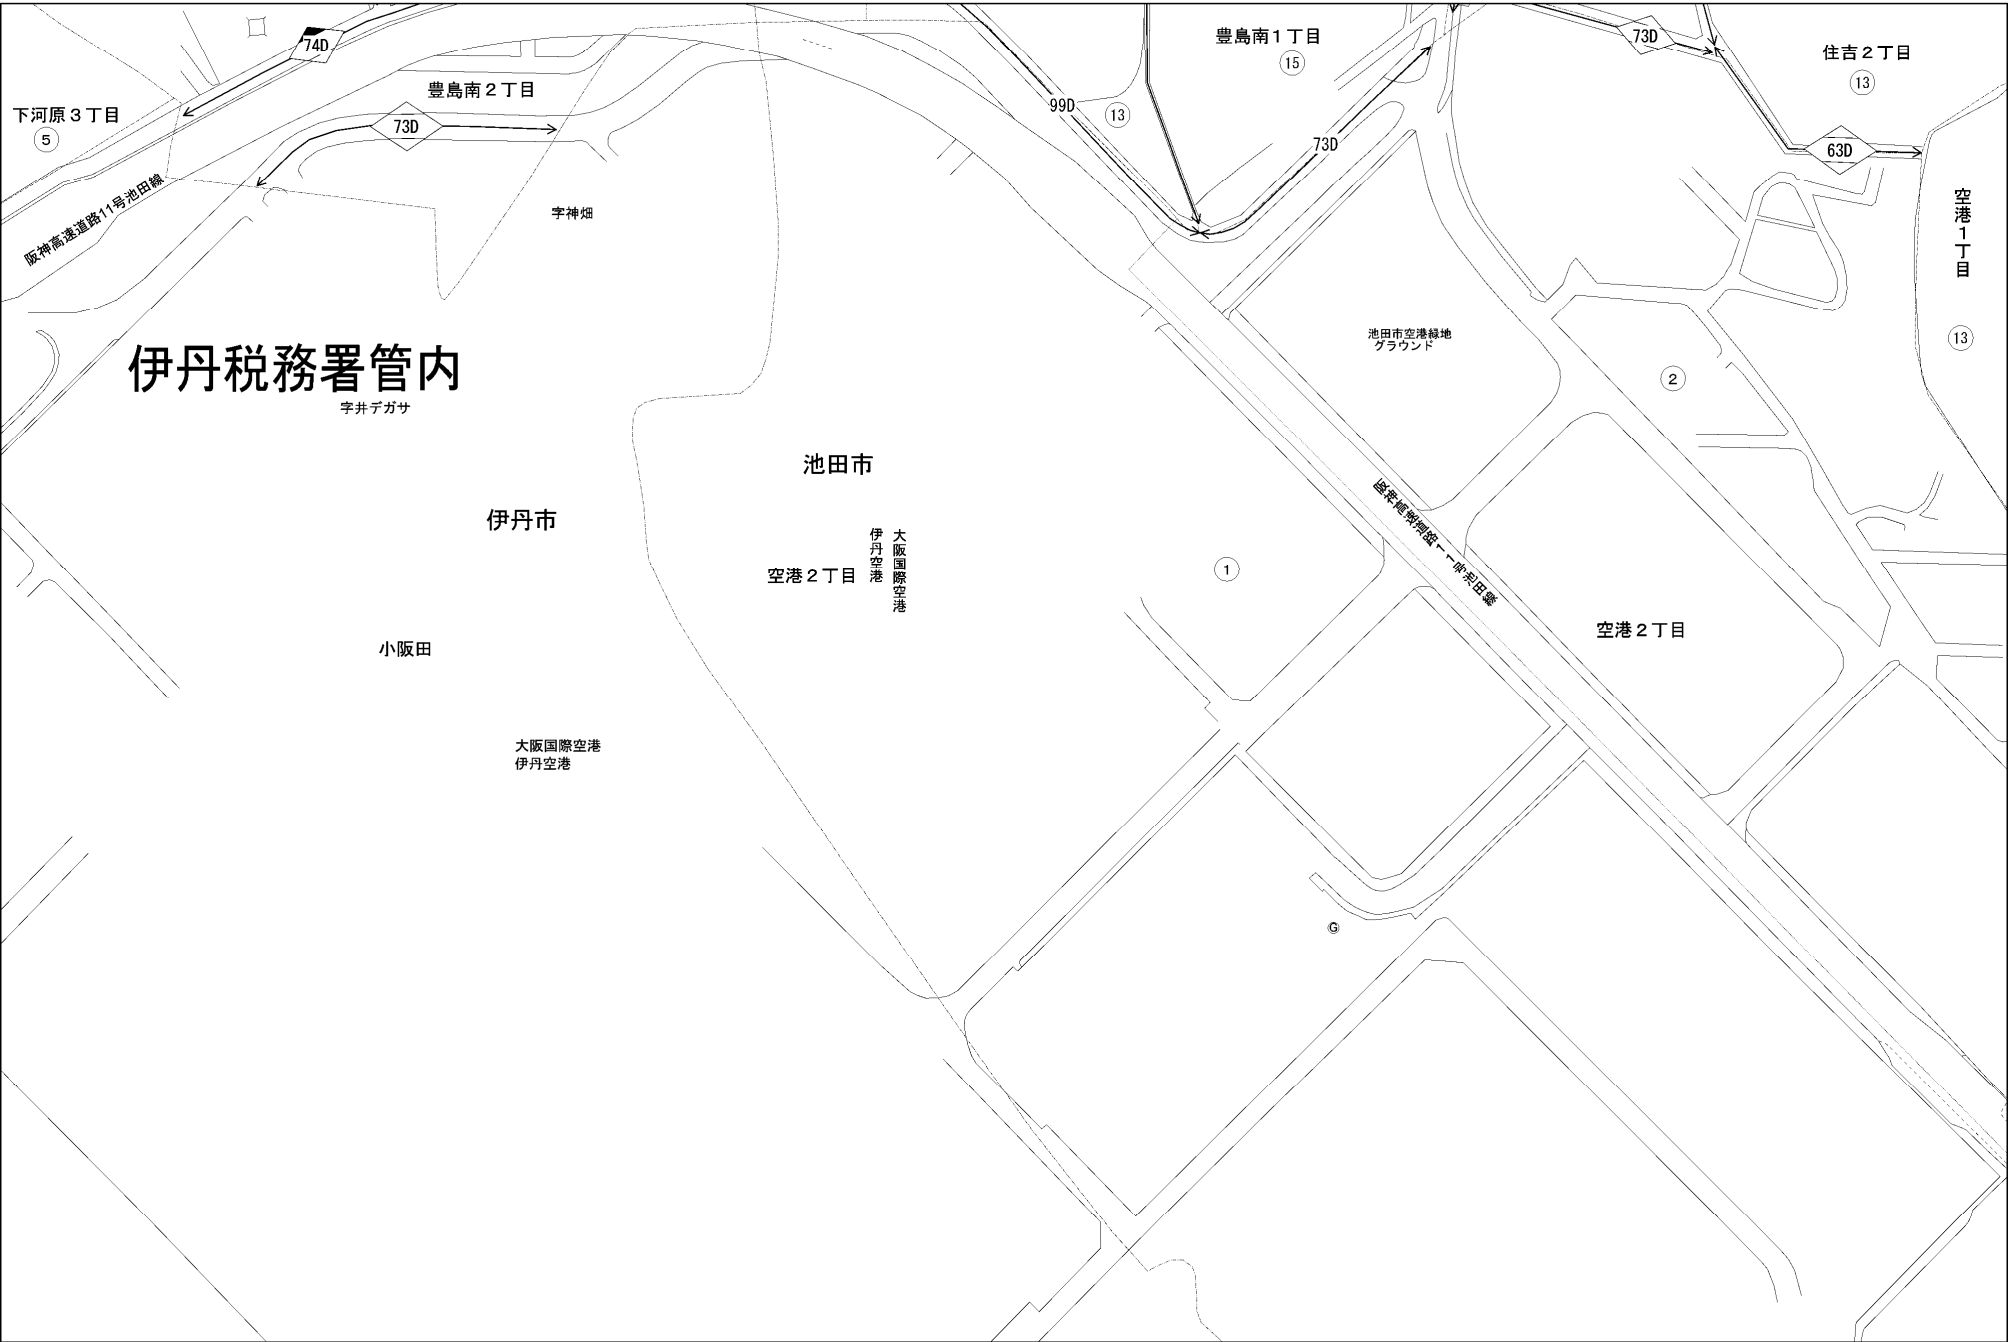 74D
豊島南1丁目
15
73D
住吉2丁目
13
下河原3丁目
5
豊島南2丁目
73D
99D
13
73D
63D
阪神高速道路11号池田線
字神畑
空港1丁目
13
伊丹税務署管内
字井デガサ
池田市空港緑地
グラウンド
2
池田市
伊丹市
空港2丁目
大阪国際空港
伊丹空港
1
阪神高速道路11号池田線
空港2丁目
小阪田
大阪国際空港
伊丹空港
G